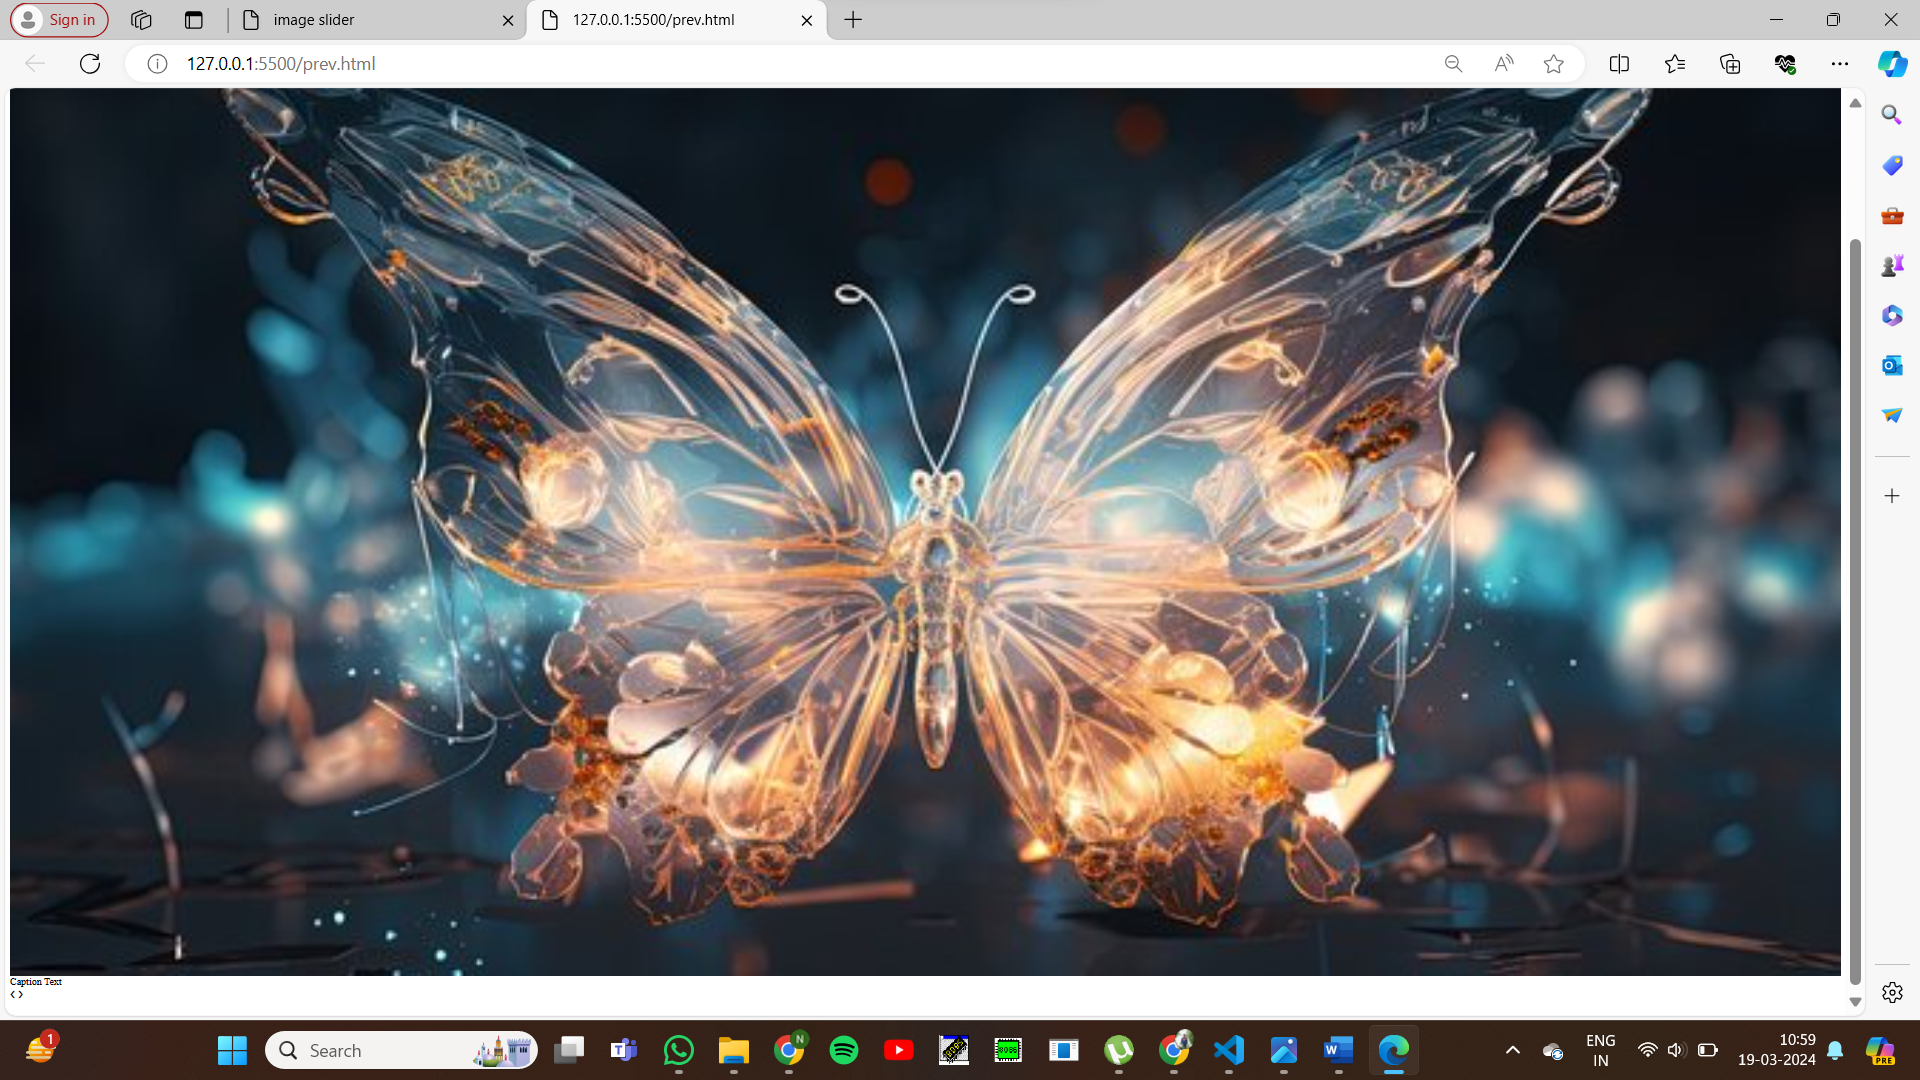 Sign in
image slider
127.0.0.1:5500/prev.html
127.0.0.1:5500/prev.html
Caption Text
‹ ›
1
Search
N
ENG
IN
10:59
19-03-2024
PRE